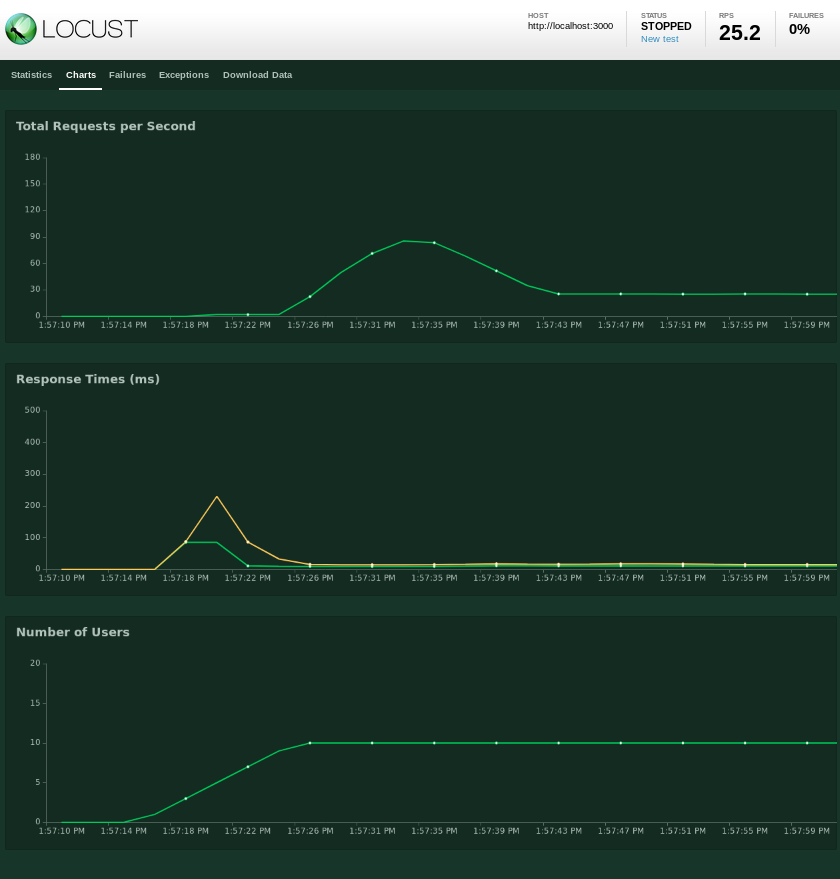 LOCUST
HOST
http://localhost:3000
STATUS
STOPPED
New test
RPS
25.2
FAILURES
0%
Statistics Charts Failures Exceptions Download Data
Total Requests per Second
180
150
120
90
60
30
0
1:57:10 PM 1:57:14 PM 1:57:18 PM 1:57:22 PM 1:57:26 PM 1:57:31 PM 1:57:35 PM 1:57:39 PM 1:57:43 PM 1:57:47 PM 1:57:51 PM 1:57:55 PM 1:57:59 PM
Response Times (ms)
500
400
300
200
100
0
1:57:10 PM 1:57:14 PM 1:57:18 PM 1:57:22 PM 1:57:26 PM 1:57:31 PM 1:57:35 PM 1:57:39 PM 1:57:43 PM 1:57:47 PM 1:57:51 PM 1:57:55 PM 1:57:59 PM
Number of Users
20
15
10
5
0
1:57:10 PM 1:57:14 PM 1:57:18 PM 1:57:22 PM 1:57:26 PM 1:57:31 PM 1:57:35 PM 1:57:39 PM 1:57:43 PM 1:57:47 PM 1:57:51 PM 1:57:55 PM 1:57:59 PM